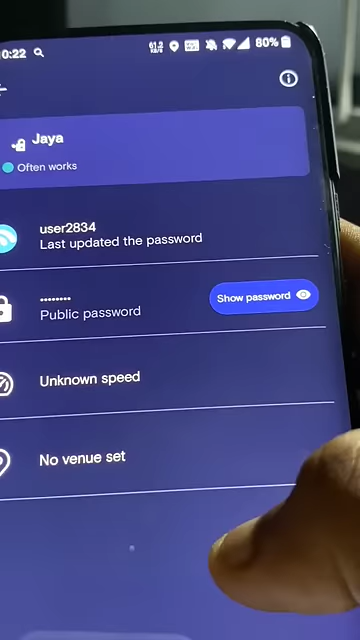 0:22
61.2
KB/S
80%
Jaya
Often works
user2834
Last updated the password
••••••••
Public password
Show password
Unknown speed
No venue set